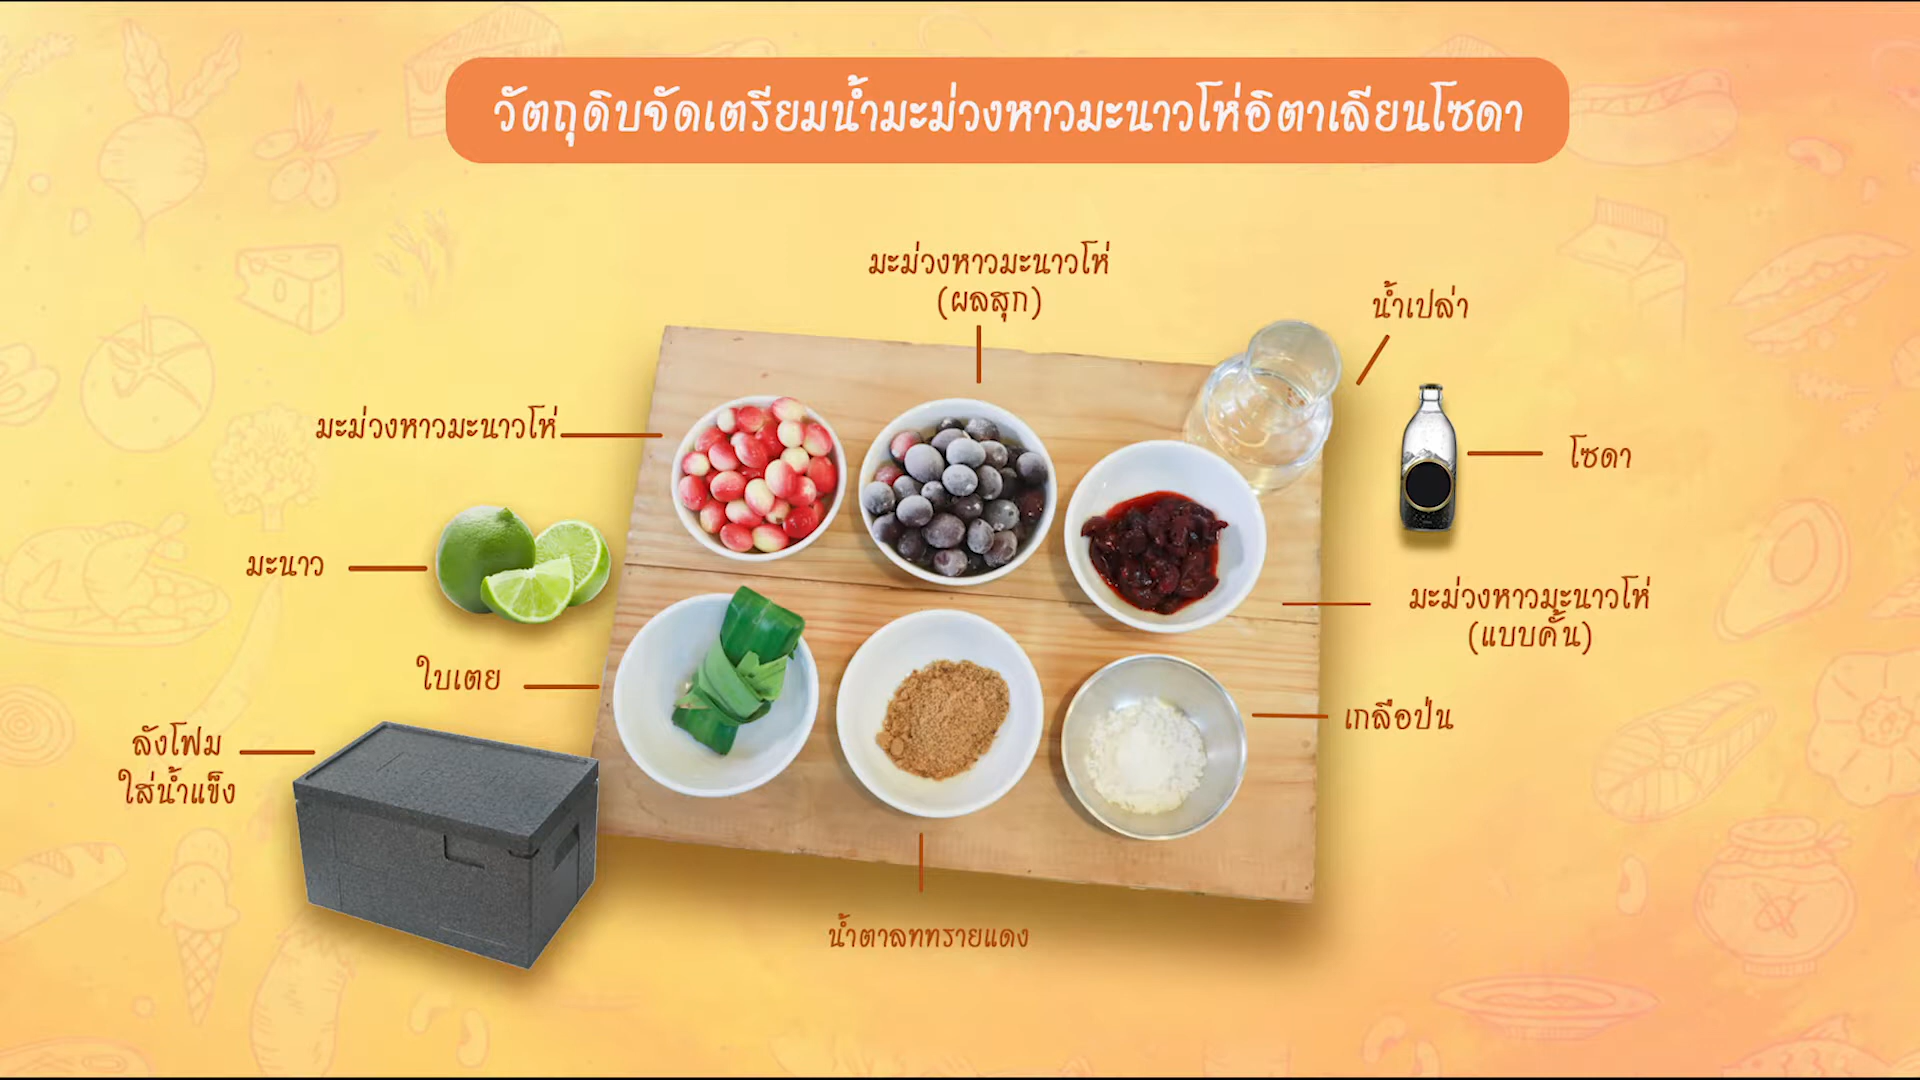 วัตถุดิบจัดเตรียมน้ำมะม่วงหาวมะนาวโห่อิตาเลียนโซดา
มะม่วงหาวมะนาวโห่
(ผลสุก)
น้ำเปล่า
มะม่วงหาวมะนาวโห่
โซดา
มะนาว
มะม่วงหาวมะนาวโห่
(แบบคั้น)
ใบเตย
เกลือป่น
ลังโฟม
ใส่น้ำแข็ง
น้ำตาลททรายแดง